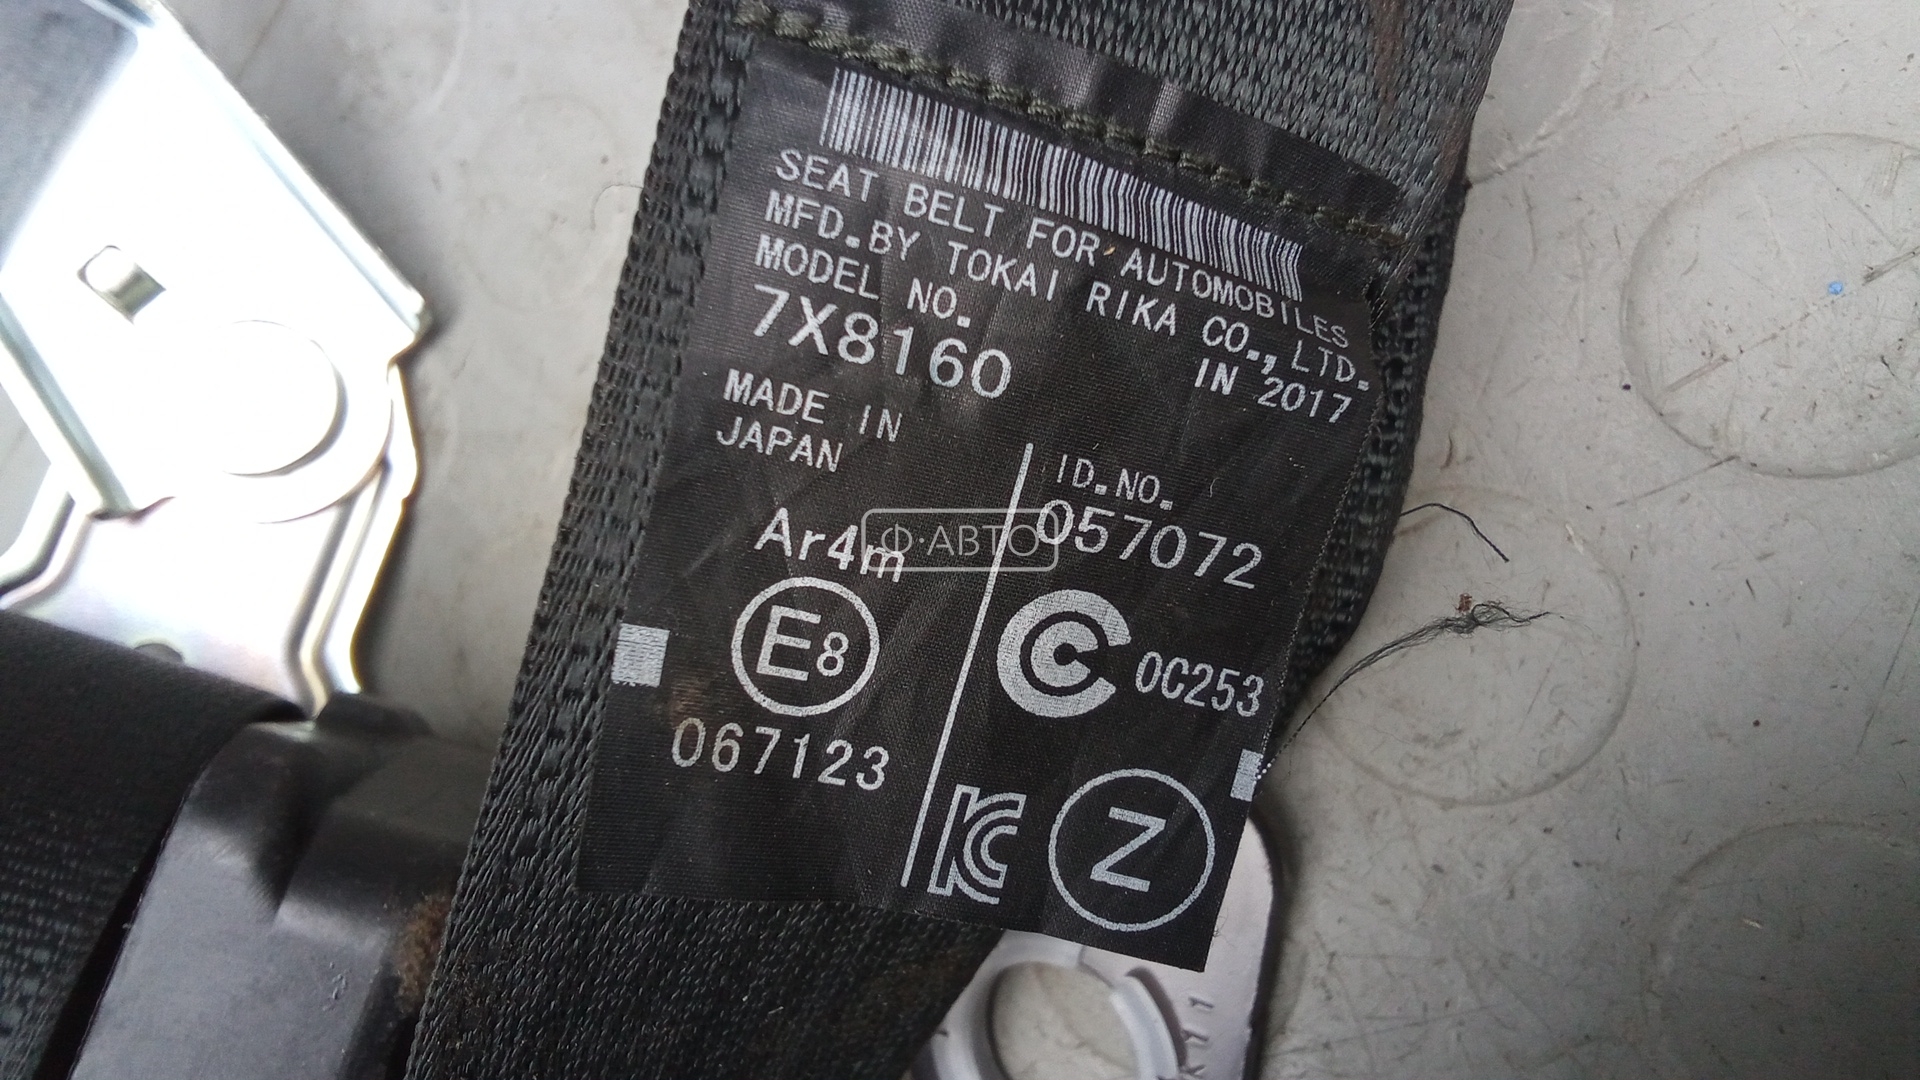 SEAT BELT FOR AUTOMOBILES
MFD.BY TOKAI RIKA CO.,LTD.
MODEL NO.
IN 2017
7X8160
MADE IN
JAPAN
ID.NO.
057072
Ar4m
Ф·АВТО
E8
067123
0C253
KC
Z